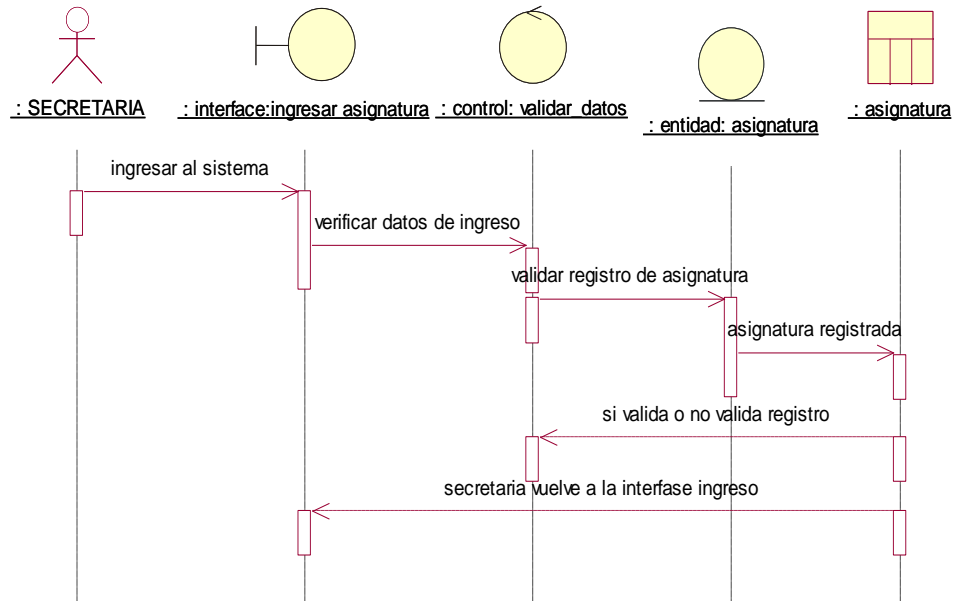 : SECRETARIA
: interface:ingresar asignatura
: control: validar_datos
: entidad: asignatura
: asignatura
ingresar al sistema
verificar datos de ingreso
validar registro de asignatura
asignatura registrada
si valida o no valida registro
secretaria vuelve a la interfase ingreso